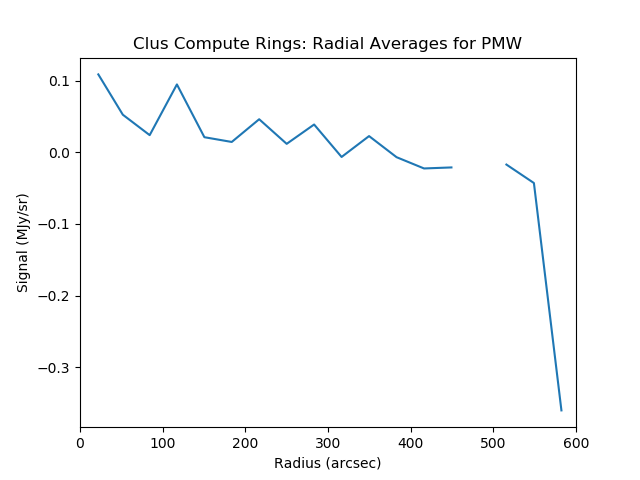 Clus Compute Rings: Radial Averages for PMW
Signal (MJy/sr)
0.1
0.0
−0.1
−0.2
−0.3
0 100 200 300 400 500 600
Radius (arcsec)